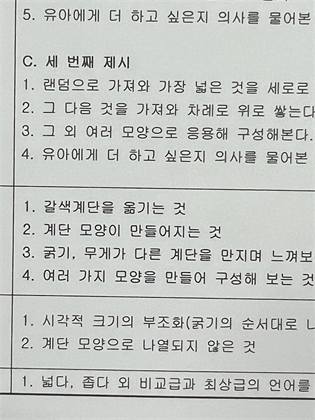 5. 유아에게 더 하고 싶은지 의사를 물어본
C. 세 번째 제시
1. 랜덤으로 가져와 가장 넓은 것을 세로로
2. 그 다음 것을 가져와 차례로 위로 쌓는다
3. 그 외 여러 모양으로 응용해 구성해본다.
4. 유아에게 더 하고 싶은지 의사를 물어본
1. 갈색계단을 옮기는 것
2. 계단 모양이 만들어지는 것
3. 굵기, 무게가 다른 계단을 만지며 느껴보
4. 여러 가지 모양을 만들어 구성해 보는 것
1. 시각적 크기의 부조화(굵기의 순서대로 나
2. 계단 모양으로 나열되지 않은 것
1. 넓다, 좁다 외 비교급과 최상급의 언어를